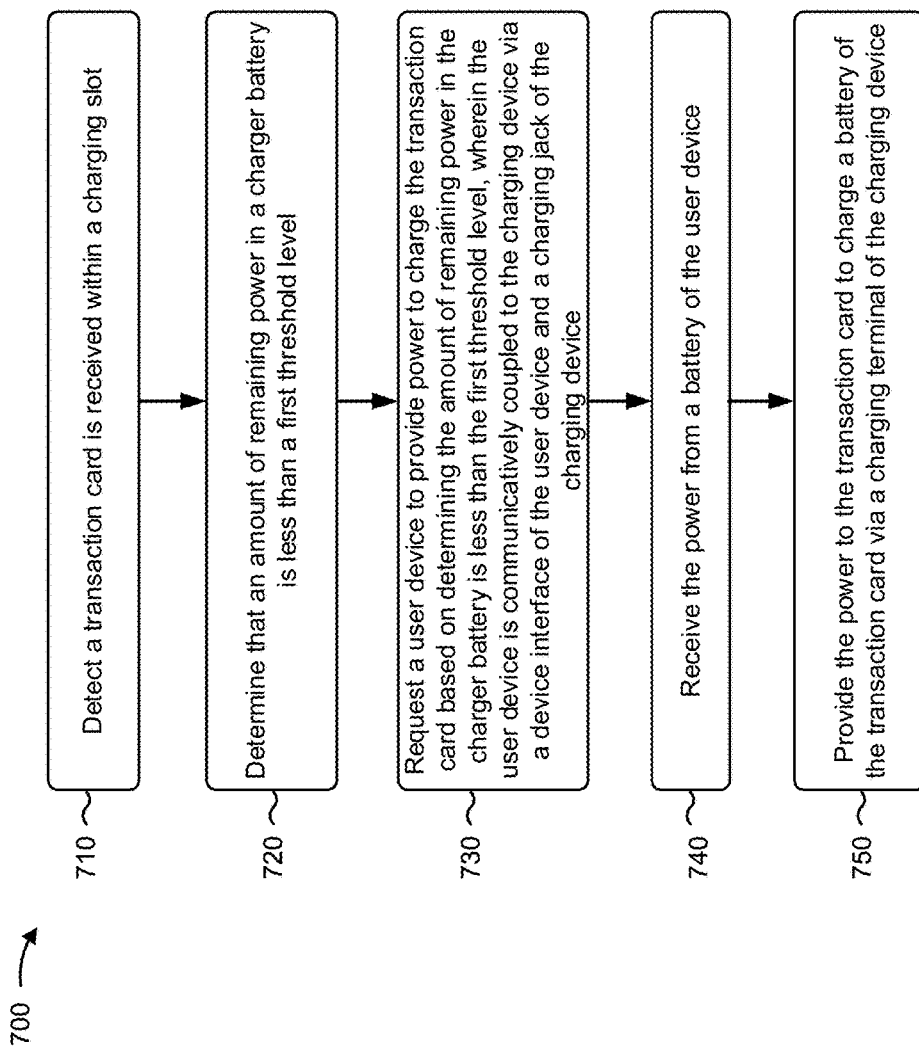 700
710
Detect a transaction card is received within a charging slot
720
Determine that an amount of remaining power in a charger battery
is less than a first threshold level
730
Request a user device to provide power to charge the transaction
card based on determining the amount of remaining power in the
charger battery is less than the first threshold level, wherein the
user device is communicatively coupled to the charging device via
a device interface of the user device and a charging jack of the
charging device
740
Receive the power from a battery of the user device
750
Provide the power to the transaction card to charge a battery of
the transaction card via a charging terminal of the charging device